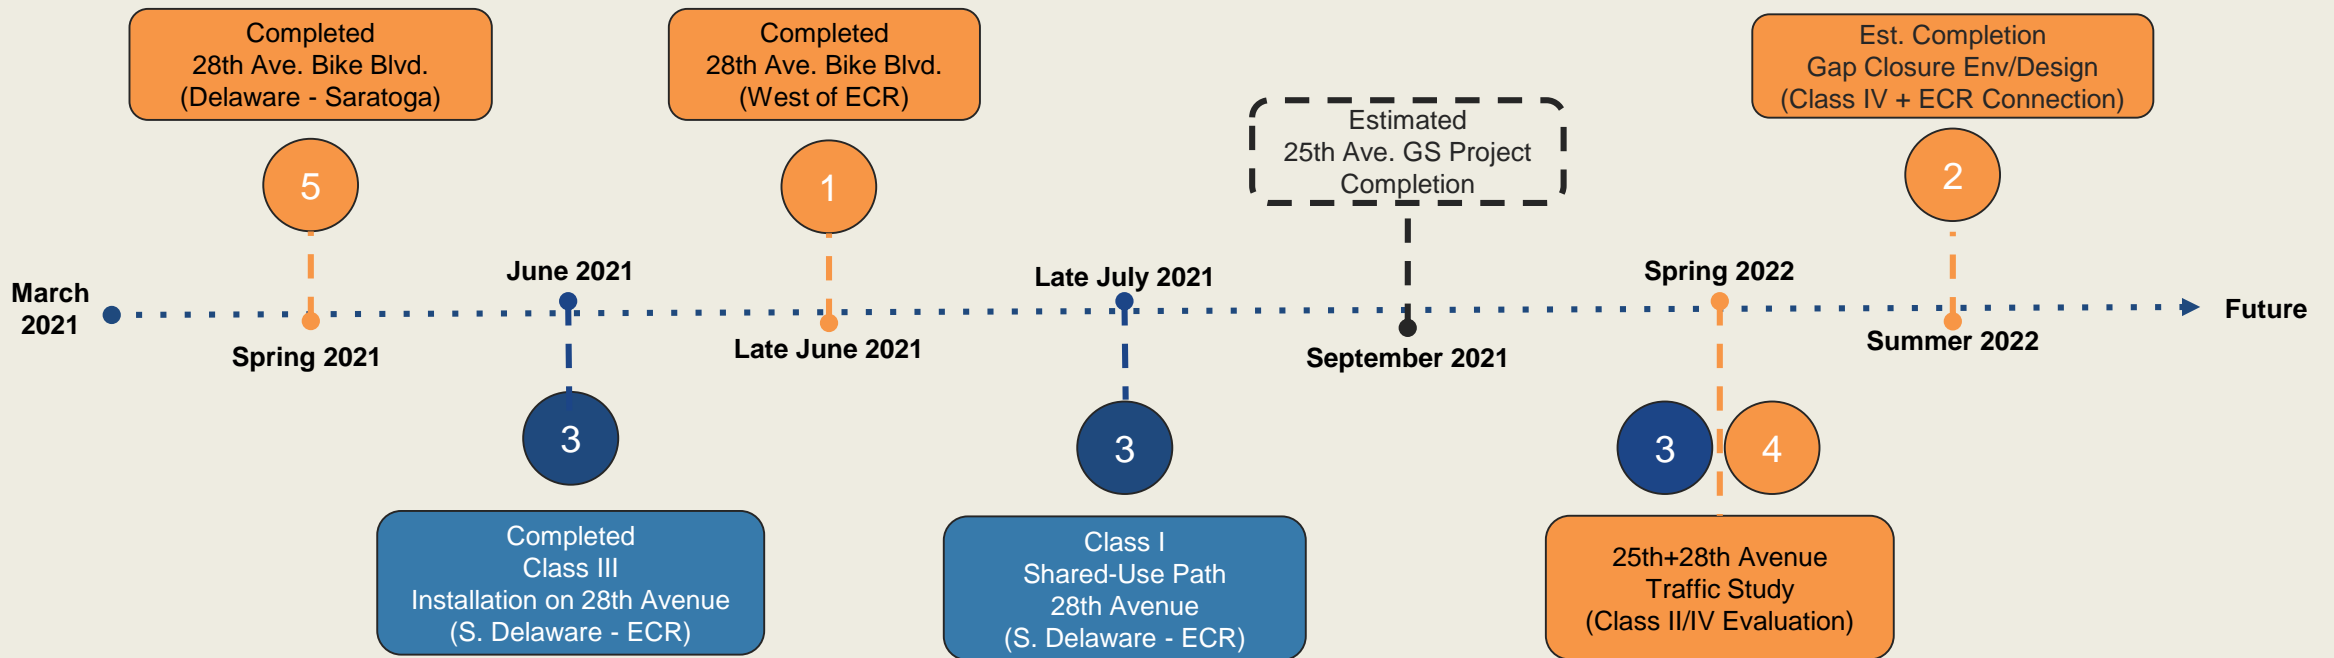 Completed
28th Ave. Bike Blvd.
(Delaware - Saratoga)
5
Completed
28th Ave. Bike Blvd.
(West of ECR)
1
Estimated
25th Ave. GS Project
Completion
Est. Completion
Gap Closure Env/Design
(Class IV + ECR Connection)
2
March
2021
Spring 2021
June 2021
Late June 2021
Late July 2021
September 2021
Spring 2022
Summer 2022
Future
3
Completed
Class III
Installation on 28th Avenue
(S. Delaware - ECR)
3
Class I
Shared-Use Path
28th Avenue
(S. Delaware - ECR)
3
4
25th+28th Avenue
Traffic Study
(Class II/IV Evaluation)